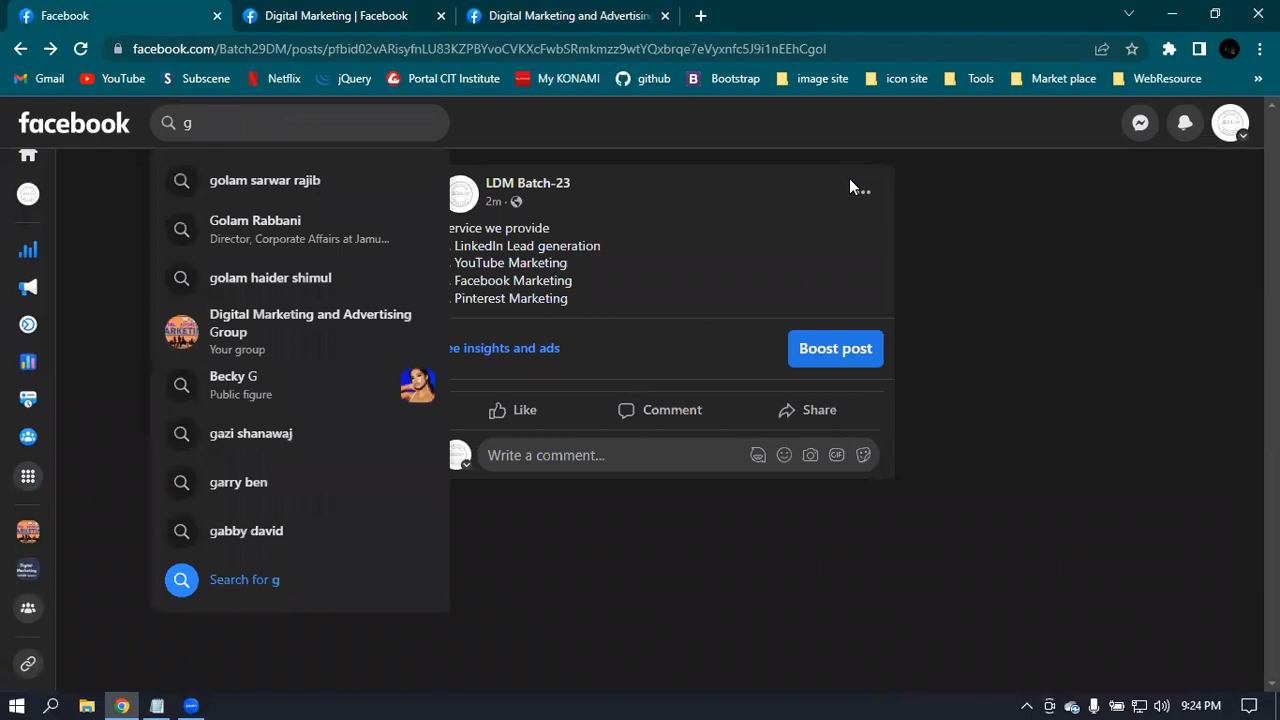 Facebook
Digital Marketing | Facebook
Digital Marketing and Advertising
facebook.com/Batch29DM/posts/pfbid02vARisyfnLU83KZPBYvoCVKXcFwbSRmkmzz9wtYQxbrqe7eVyxnfc5J9i1nEEhCgol
Gmail YouTube Subscene Netflix jQuery Portal CIT Institute My KONAMI github Bootstrap image site icon site Tools Market place WebResource
facebook
g
golam sarwar rajib
Golam Rabbani
Director, Corporate Affairs at Jamu...
golam haider shimul
Digital Marketing and Advertising
Group
Your group
Becky G
Public figure
gazi shanawaj
garry ben
gabby david
Search for g
LDM Batch-23
2m
ervice we provide
. LinkedIn Lead generation
. YouTube Marketing
. Facebook Marketing
. Pinterest Marketing
ee insights and ads
Boost post
Like Comment Share
Write a comment...
GIF
9:24 PM